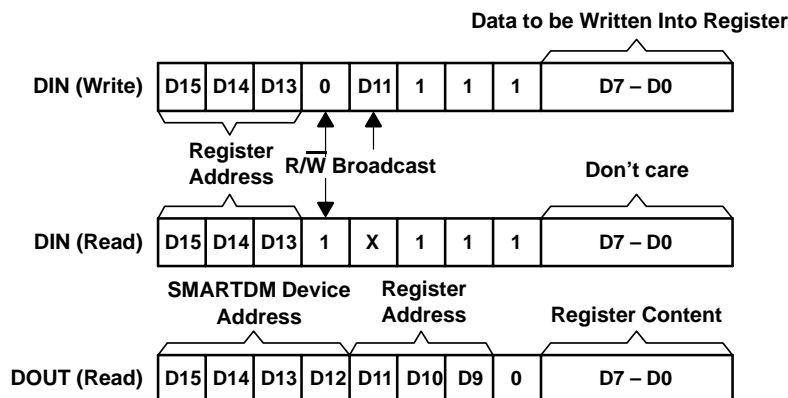 Data to be Written Into Register
DIN (Write) D15 D14 D13 0 D11 1 1 1 D7 – D0
Register Address
R/W̅ Broadcast
Don't care
DIN (Read) D15 D14 D13 1 X 1 1 1 D7 – D0
SMARTDM Device Address
Register Address
Register Content
DOUT (Read) D15 D14 D13 D12 D11 D10 D9 0 D7 – D0